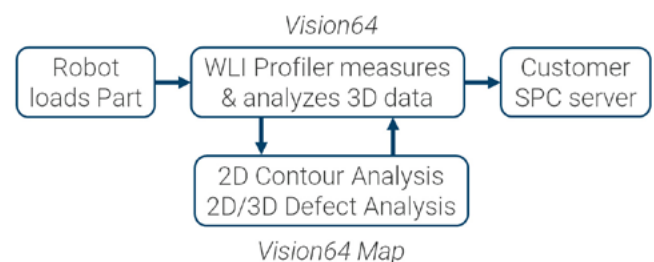 Vision64
Robot
loads Part
WLI Profiler measures
& analyzes 3D data
Customer
SPC server
2D Contour Analysis
2D/3D Defect Analysis
Vision64 Map